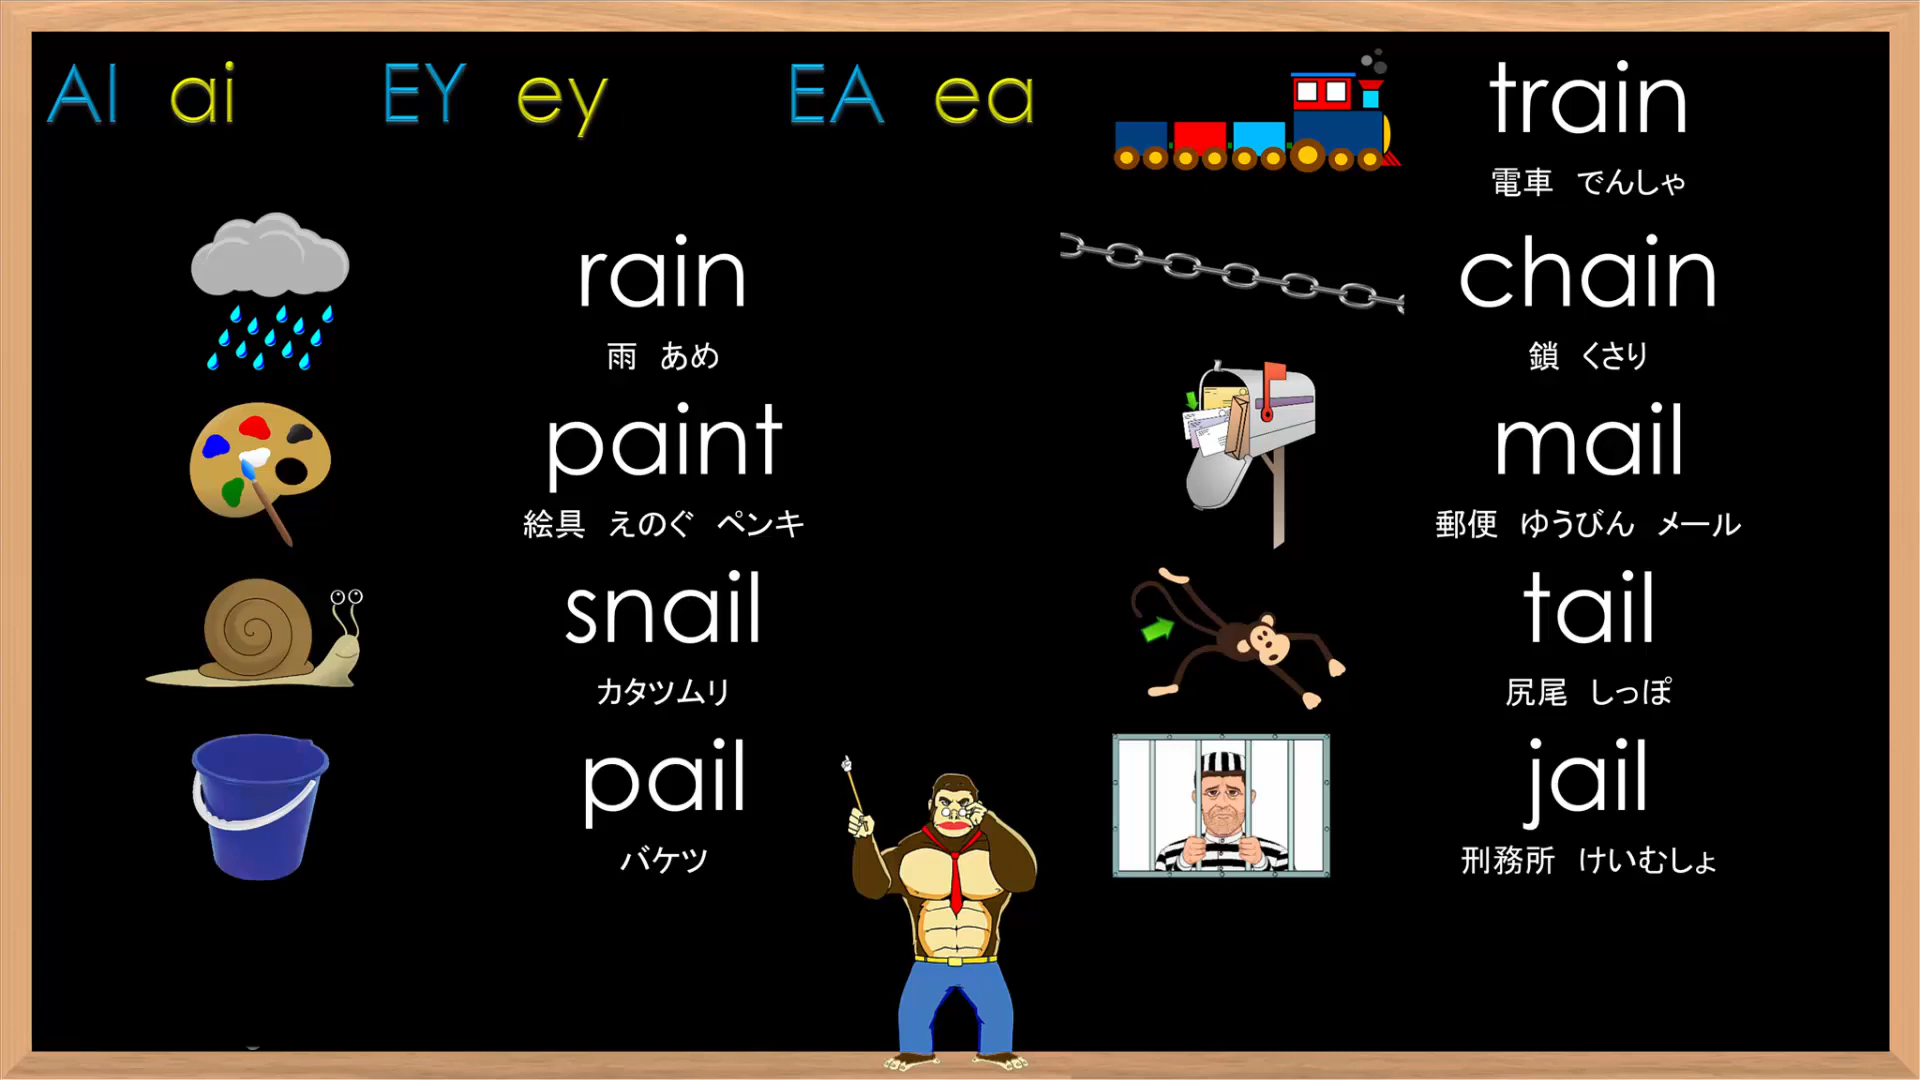 AI ai EY ey EA ea
train
電車 でんしゃ
rain
雨 あめ
chain
鎖 くさり
paint
絵具 えのぐ ペンキ
mail
郵便 ゆうびん メール
snail
カタツムリ
tail
尻尾 しっぽ
pail
バケツ
jail
刑務所 けいむしょ